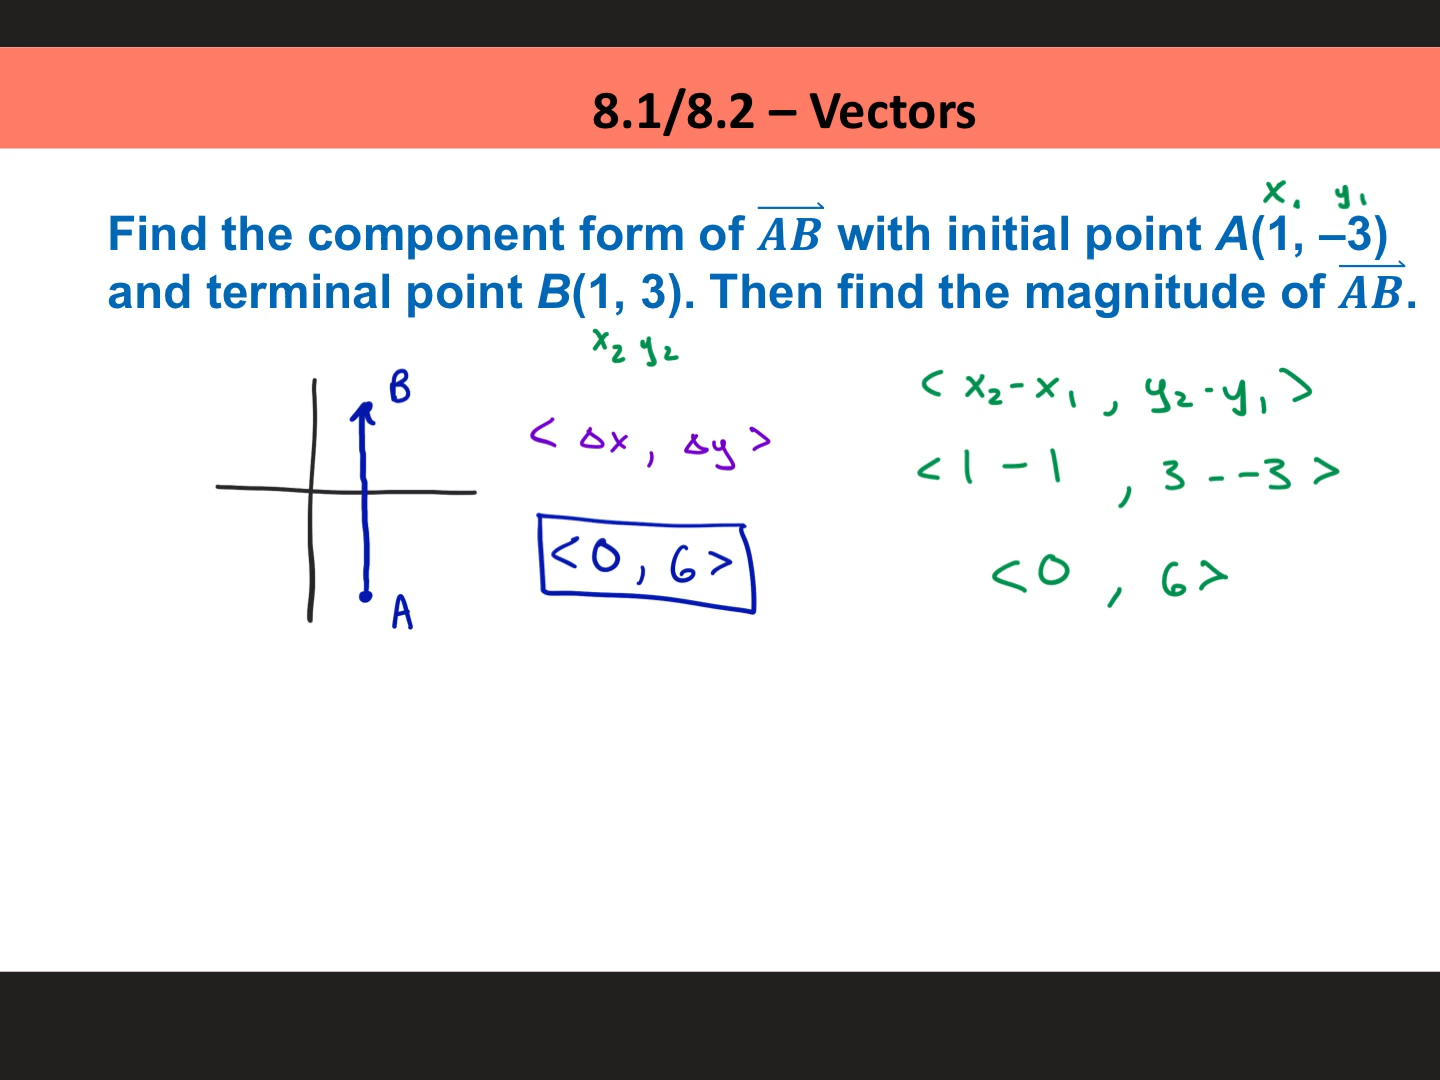 8.1/8.2 – Vectors
x₁ y₁
Find the component form of AB with initial point A(1, –3)
and terminal point B(1, 3). Then find the magnitude of AB.
x₂ y₂
B
< Δx, Δy >
<0, 6>
A
< x₂-x₁, y₂-y₁ >
<1 - 1, 3 - -3>
<0, 6>